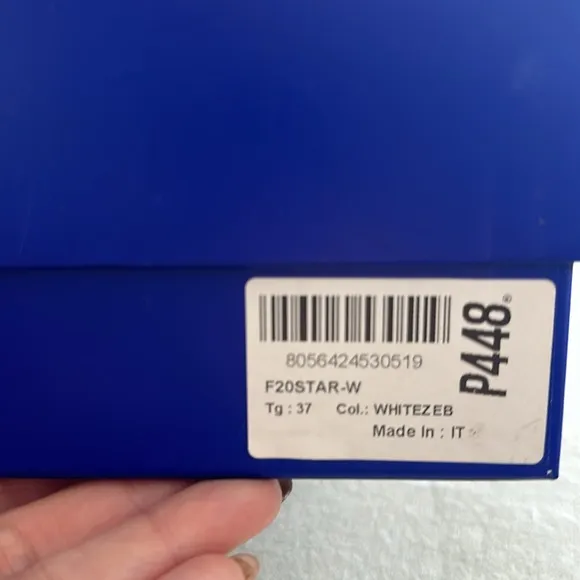 8056424530519
F20STAR-W
Tg : 37 Col.: WHITEZEB
Made In : IT
P448®